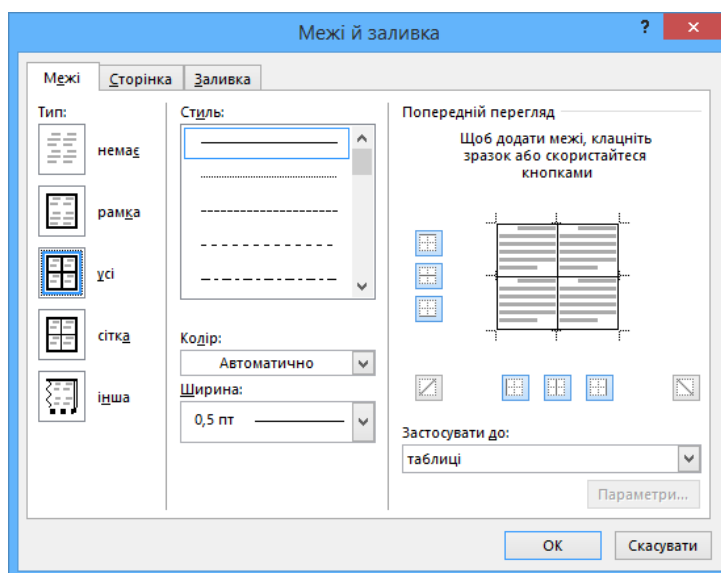 Межі й заливка
?
Межі
Сторінка
Заливка
Тип:
немає
рамка
усі
сітка
інша
Стиль:
Колір:
Автоматично
Ширина:
0,5 пт
Попередній перегляд
Щоб додати межі, клацніть
зразок або скористайтеся
кнопками
Застосувати до:
таблиці
Параметри...
ОК
Скасувати